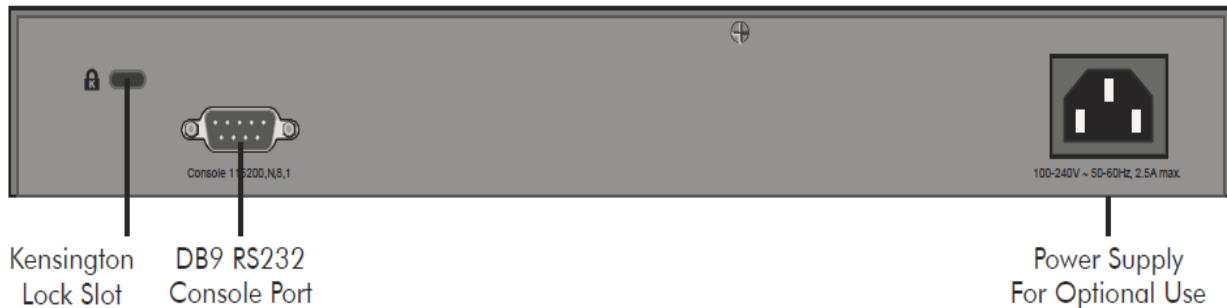 K
Console 115200,N,8,1
100-240V ~ 50-60Hz, 2.5A max.
Kensington
Lock Slot
DB9 RS232
Console Port
Power Supply
For Optional Use